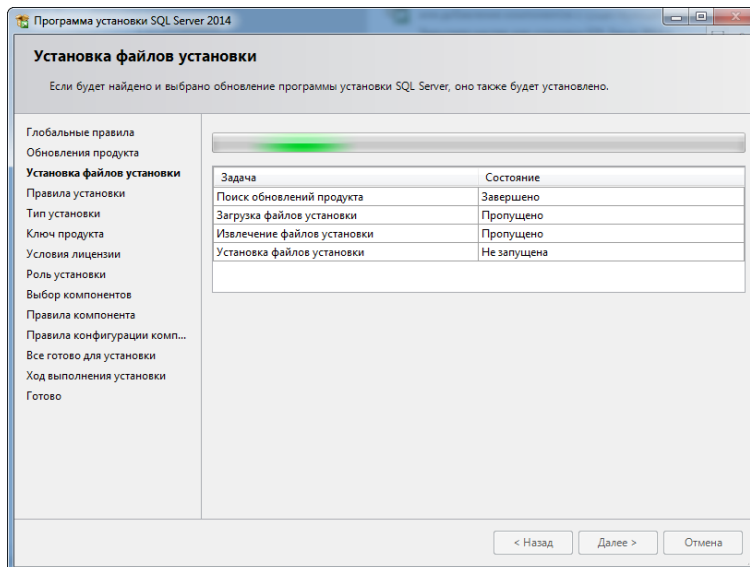 Программа установки SQL Server 2014
Установка файлов установки
Если будет найдено и выбрано обновление программы установки SQL Server, оно также будет установлено.
Глобальные правила
Обновления продукта
Установка файлов установки
Правила установки
Тип установки
Ключ продукта
Условия лицензии
Роль установки
Выбор компонентов
Правила компонента
Правила конфигурации комп...
Все готово для установки
Ход выполнения установки
Готово
Задача Состояние
Поиск обновлений продукта Завершено
Загрузка файлов установки Пропущено
Извлечение файлов установки Пропущено
Установка файлов установки Не запущена
< Назад Далее > Отмена